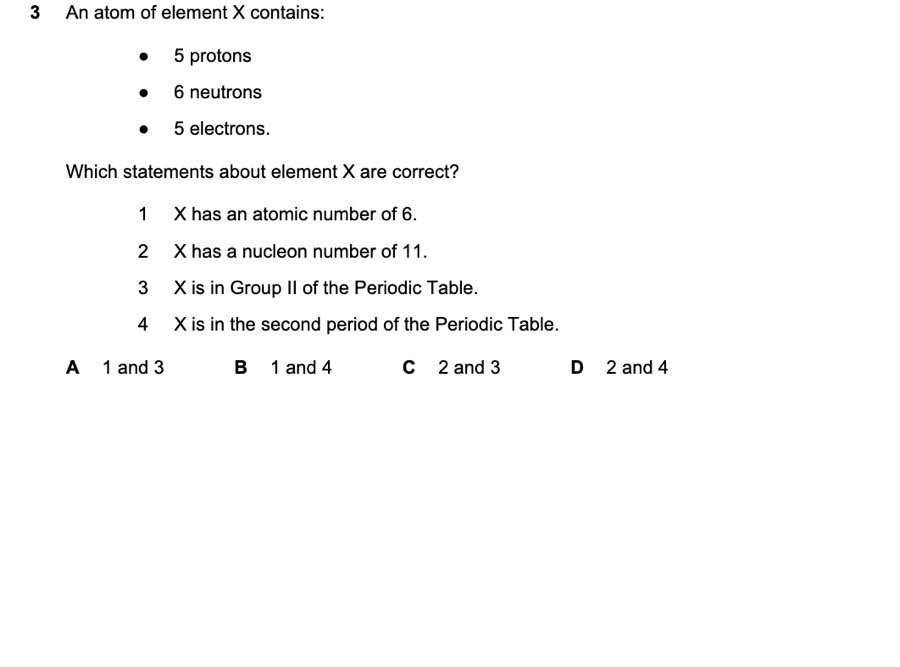 3 An atom of element X contains:
• 5 protons
• 6 neutrons
• 5 electrons.
Which statements about element X are correct?
1 X has an atomic number of 6.
2 X has a nucleon number of 11.
3 X is in Group II of the Periodic Table.
4 X is in the second period of the Periodic Table.
A 1 and 3 B 1 and 4 C 2 and 3 D 2 and 4